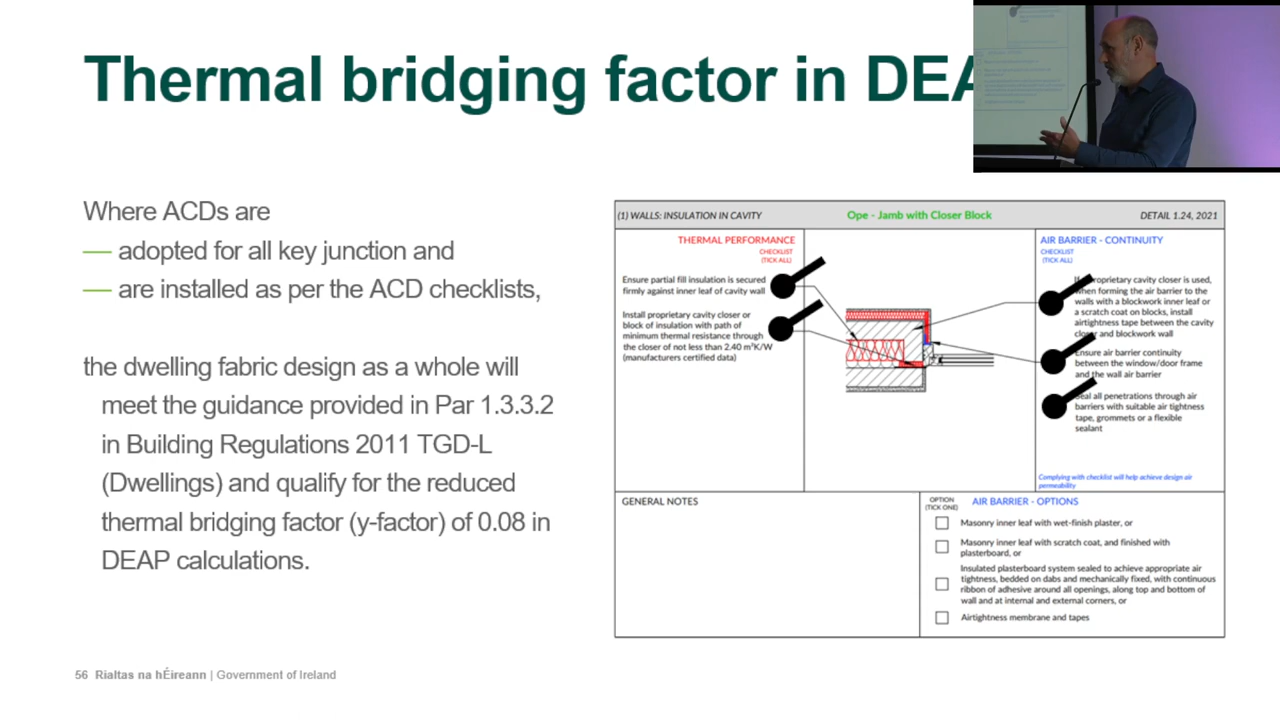 Thermal bridging factor in DEA
Where ACDs are
— adopted for all key junction and
— are installed as per the ACD checklists,
the dwelling fabric design as a whole will
meet the guidance provided in Par 1.3.3.2
in Building Regulations 2011 TGD-L
(Dwellings) and qualify for the reduced
thermal bridging factor (y-factor) of 0.08 in
DEAP calculations.
(1) WALLS: INSULATION IN CAVITY
Ope - Jamb with Closer Block
DETAIL 1.24, 2021
THERMAL PERFORMANCE
CHECKLIST
(TICK ALL)
Ensure partial fill insulation is secured
firmly against inner leaf of cavity wall
Install proprietary cavity closer or
block of insulation with path of
minimum thermal resistance through
the closer of not less than 2.40 m²K/W
(manufacturers certified data)
AIR BARRIER - CONTINUITY
CHECKLIST
(TICK ALL)
proprietary cavity closer is used,
when forming the air barrier to the
walls with a blockwork inner leaf or
a scratch coat on blocks, install
airtightness tape between the cavity
closer and blockwork wall
Ensure air barrier continuity
between the window/door frame
and the wall air barrier
Seal all penetrations through air
barriers with suitable air tightness
tape, grommets or a flexible
sealant
Complying with checklist will help achieve design air
permeability
GENERAL NOTES
OPTION
(TICK ONE)
AIR BARRIER - OPTIONS
Masonry inner leaf with wet-finish plaster, or
Masonry inner leaf with scratch coat, and finished with
plasterboard, or
Insulated plasterboard system sealed to achieve appropriate air
tightness, bedded on dabs and mechanically fixed, with continuous
ribbon of adhesive around all openings, along top and bottom of
wall and at internal and external corners, or
Airtightness membrane and tapes
56 Rialtas na hÉireann | Government of Ireland